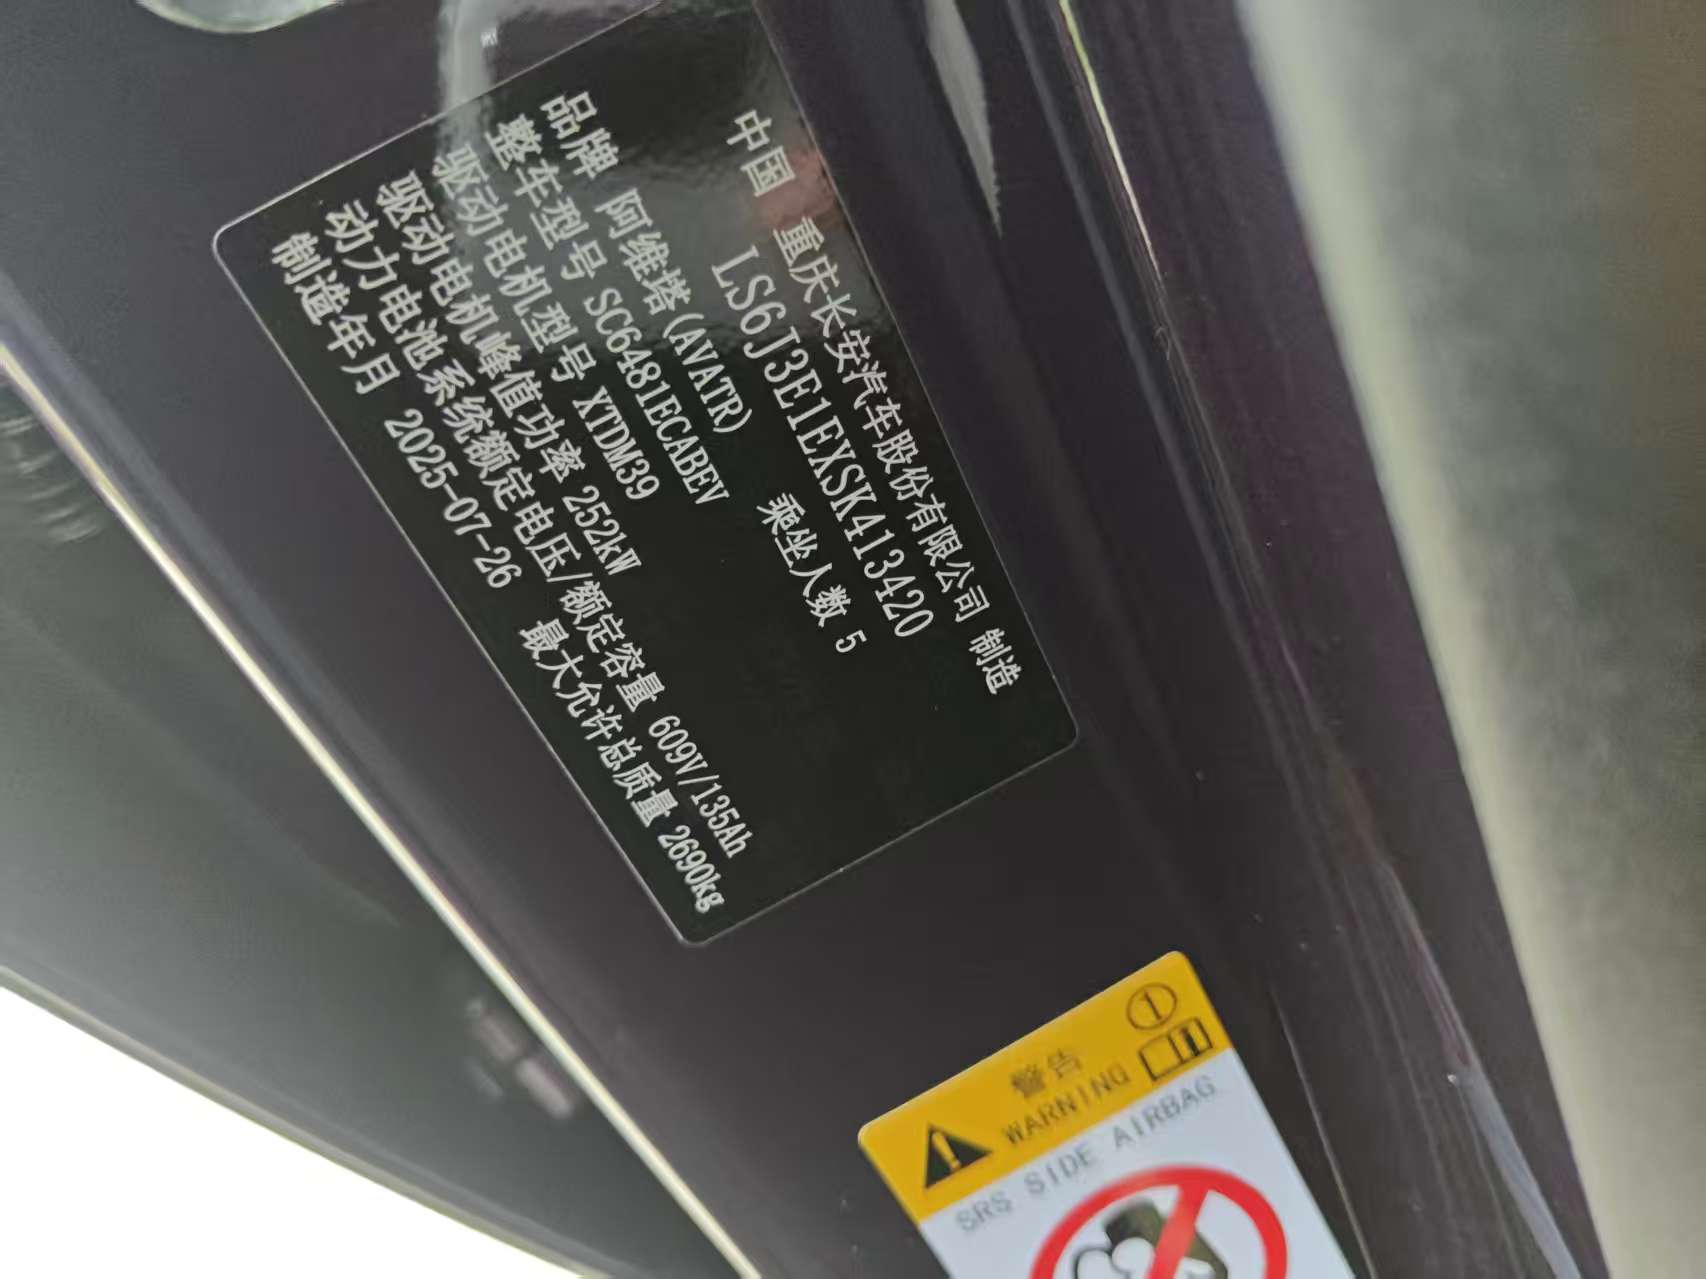 中国 重庆长安汽车股份有限公司 制造
LS6J3E1EXSK413420
品牌 阿维塔(AVATR) 乘坐人数 5
整车型号 SC6481ECABEV
驱动电机型号 XTDM39
驱动电机峰值功率 252kW
动力电池系统额定电压/额定容量 609V/135Ah
制造年月 2025-07-26 最大允许总质量 2690kg
1
警告
WARNING
SRS SIDE AIRBAG